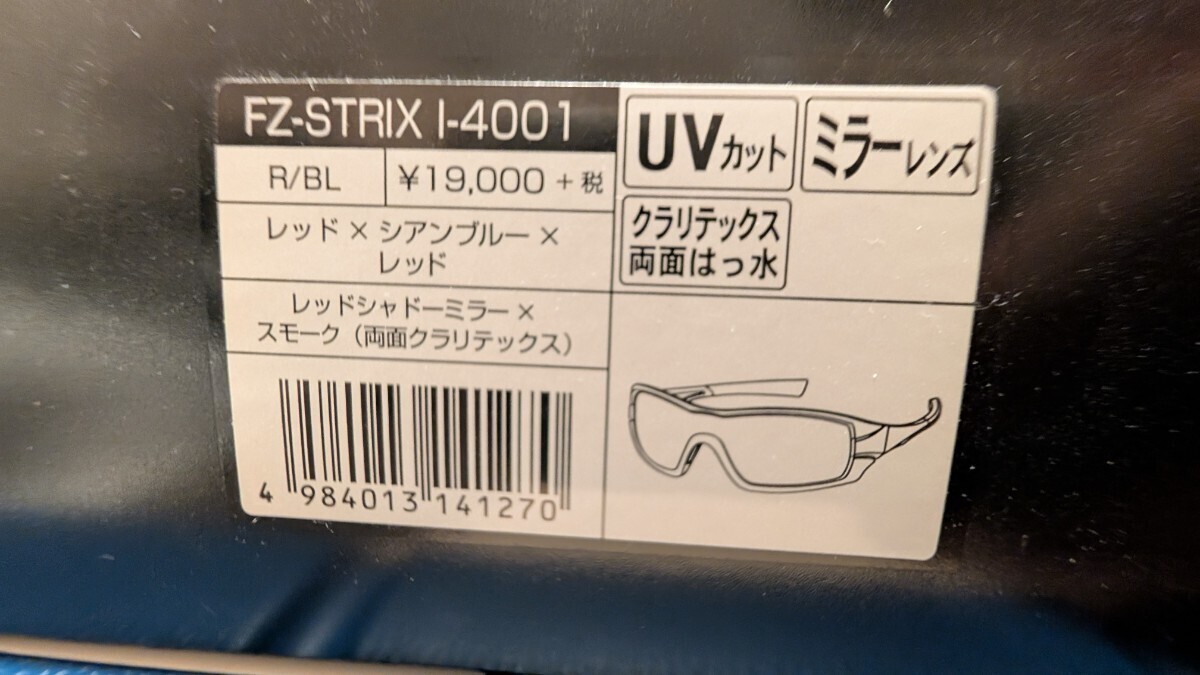 FZ-STRIX I-4001
R/BL
¥19,000 + 税
レッド × シアンブルー ×
レッド
レッドシャドーミラー ×
スモーク（両面クラリテックス）
4 984013 141270
UVカット
ミラーレンズ
クラリテックス
両面はっ水